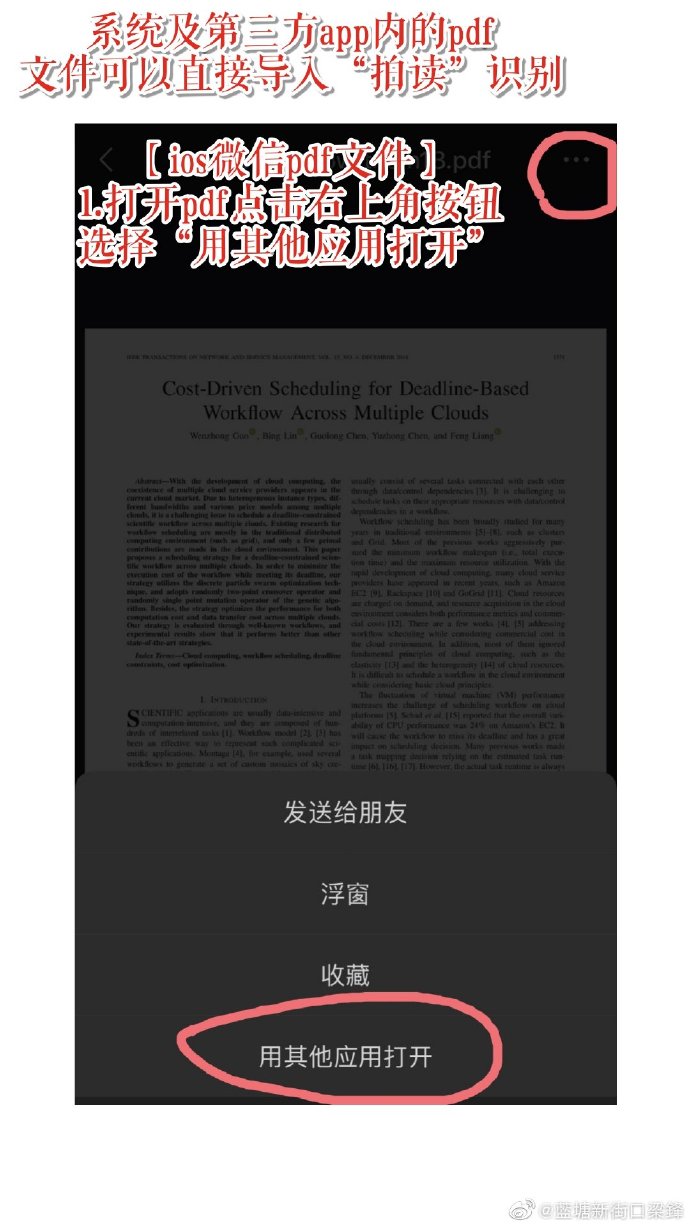 系统及第三方app内的pdf
文件可以直接导入“拍读”识别
【ios微信pdf文件】
13.pdf
1.打开pdf点击右上角按钮
选择“用其他应用打开”
IEEE TRANSACTIONS ON NETWORK AND SERVICE MANAGEMENT, VOL. 15, NO. 4, DECEMBER 2018
Cost-Driven Scheduling for Deadline-Based
Workflow Across Multiple Clouds
Wenzhong Guo, Bing Lin, Guolong Chen, Yuzhong Chen, and Feng Liang
Abstract—With the development of cloud computing, the
coexistence of multiple cloud service providers appears in the
current cloud market. Due to heterogeneous instance types, dif-
ferent bandwidths and various price models among multiple
clouds, it is a challenging issue to schedule a deadline-constrained
scientific workflow across multiple clouds. Existing research for
workflow scheduling are mostly in the traditional distributed
computing environment (such as grid), and only a few primal
contributions are made in the cloud environment. This paper
proposes a scheduling strategy for a deadline-constrained scien-
tific workflow across multiple clouds. In order to minimize the
execution cost of the workflow while meeting its deadline, our
strategy utilizes the discrete particle swarm optimization tech-
nique, and adopts randomly two-point crossover operator and
randomly single point mutation operator of the genetic algo-
rithm. Besides, the strategy optimizes the performance for both
computation cost and data transfer cost across multiple clouds.
Our strategy is evaluated through well-known workflows, and
experimental results show that it performs better than other
state-of-the-art strategies.
Index Terms—Cloud computing, workflow scheduling, deadline
constraints, cost optimization.
I. INTRODUCTION
SCIENTIFIC applications are usually data-intensive and
computation-intensive, and they are composed of hun-
dreds of interrelated tasks [1]. Workflow model [2], [3] has
been an effective way to represent such complicated sci-
entific applications. Montage [4], for example, used several
workflows to generate a set of custom mosaics of sky cre-
usually consist of several tasks connected with each other
through data/control dependencies [3]. It is challenging to
schedule tasks on their appropriate resources with data/control
dependencies in a workflow.
Workflow scheduling has been broadly studied for many
years in traditional environments [5]–[8], such as clusters
and Grid. Most of the previous works aggressively pur-
sued the minimum workflow makespan (i.e., total execu-
tion time) and the maximum resource utilization. With the
rapid development of cloud computing, many cloud service
providers have appeared in recent years, such as Amazon
EC2 [9], Rackspace [10] and GoGrid [11]. Cloud resources
are charged on demand, and resource acquisition in the cloud
environment considers both performance metrics and commer-
cial costs [12]. There are a few works [4], [5] addressing
workflow scheduling while considering commercial cost in
the cloud environment. In addition, most of them ignored
fundamental principles of cloud computing, such as the
elasticity [13] and the heterogeneity [14] of cloud resources.
It is difficult to schedule a workflow in the cloud environment
while considering basic cloud principles.
The fluctuation of virtual machine (VM) performance
increases the challenge of scheduling workflow on cloud
platforms [5]. Schad et al. [15] reported that the overall vari-
ability of CPU performance was 24% on Amazon's EC2. It
will cause the workflow to miss its deadline and has a great
impact on scheduling decision. Many previous works made
a task mapping decision relying on the estimated task run-
time [6], [16], [17]. However, the actual task running is always
发送给朋友
浮窗
收藏
用其他应用打开
@蓝塘新街口梁鋒